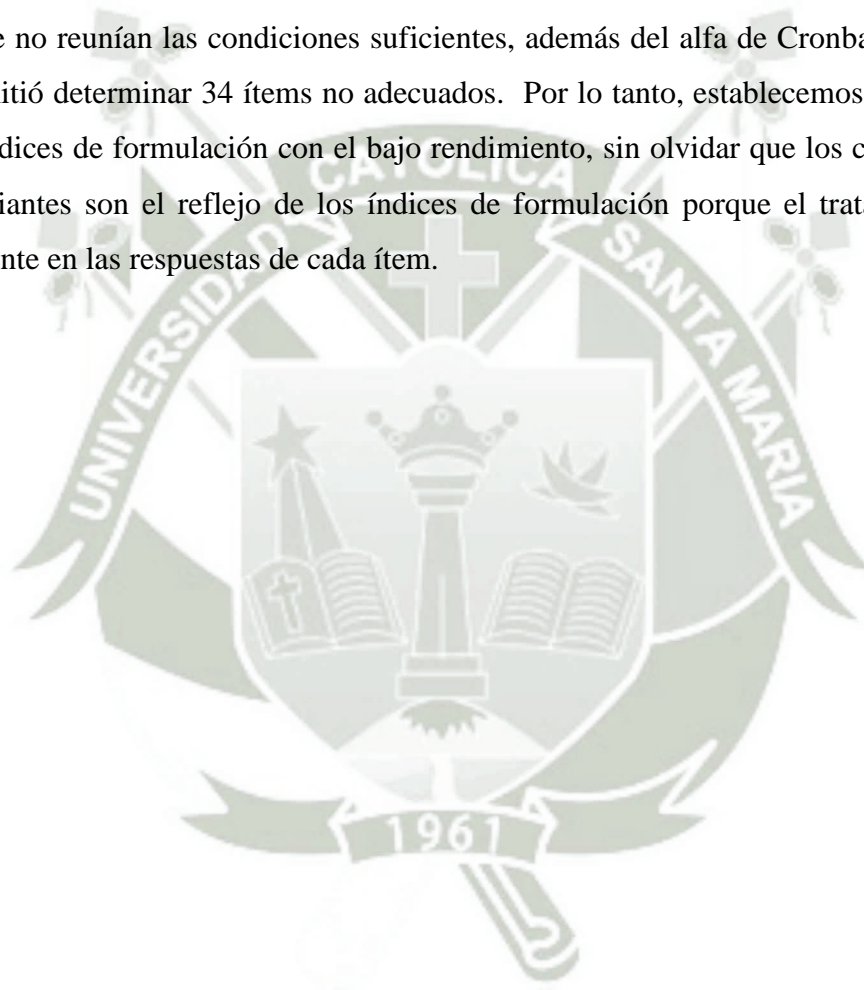 e no reunían las condiciones suficientes, además del alfa de Cronba
itió determinar 34 ítems no adecuados. Por lo tanto, establecemos
dices de formulación con el bajo rendimiento, sin olvidar que los c
iantes son el reflejo de los índices de formulación porque el trat
nte en las respuestas de cada ítem.
UNIVERSIDAD CATOLICA SANTA MARIA
1961